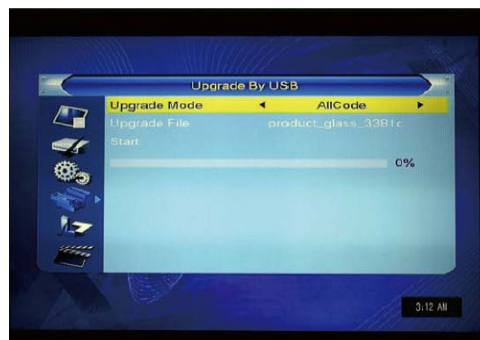 Upgrade By USB
Upgrade Mode ◀ AllCode ▶
Upgrade File product_glass_3381c
Start
0%
3:12 AM